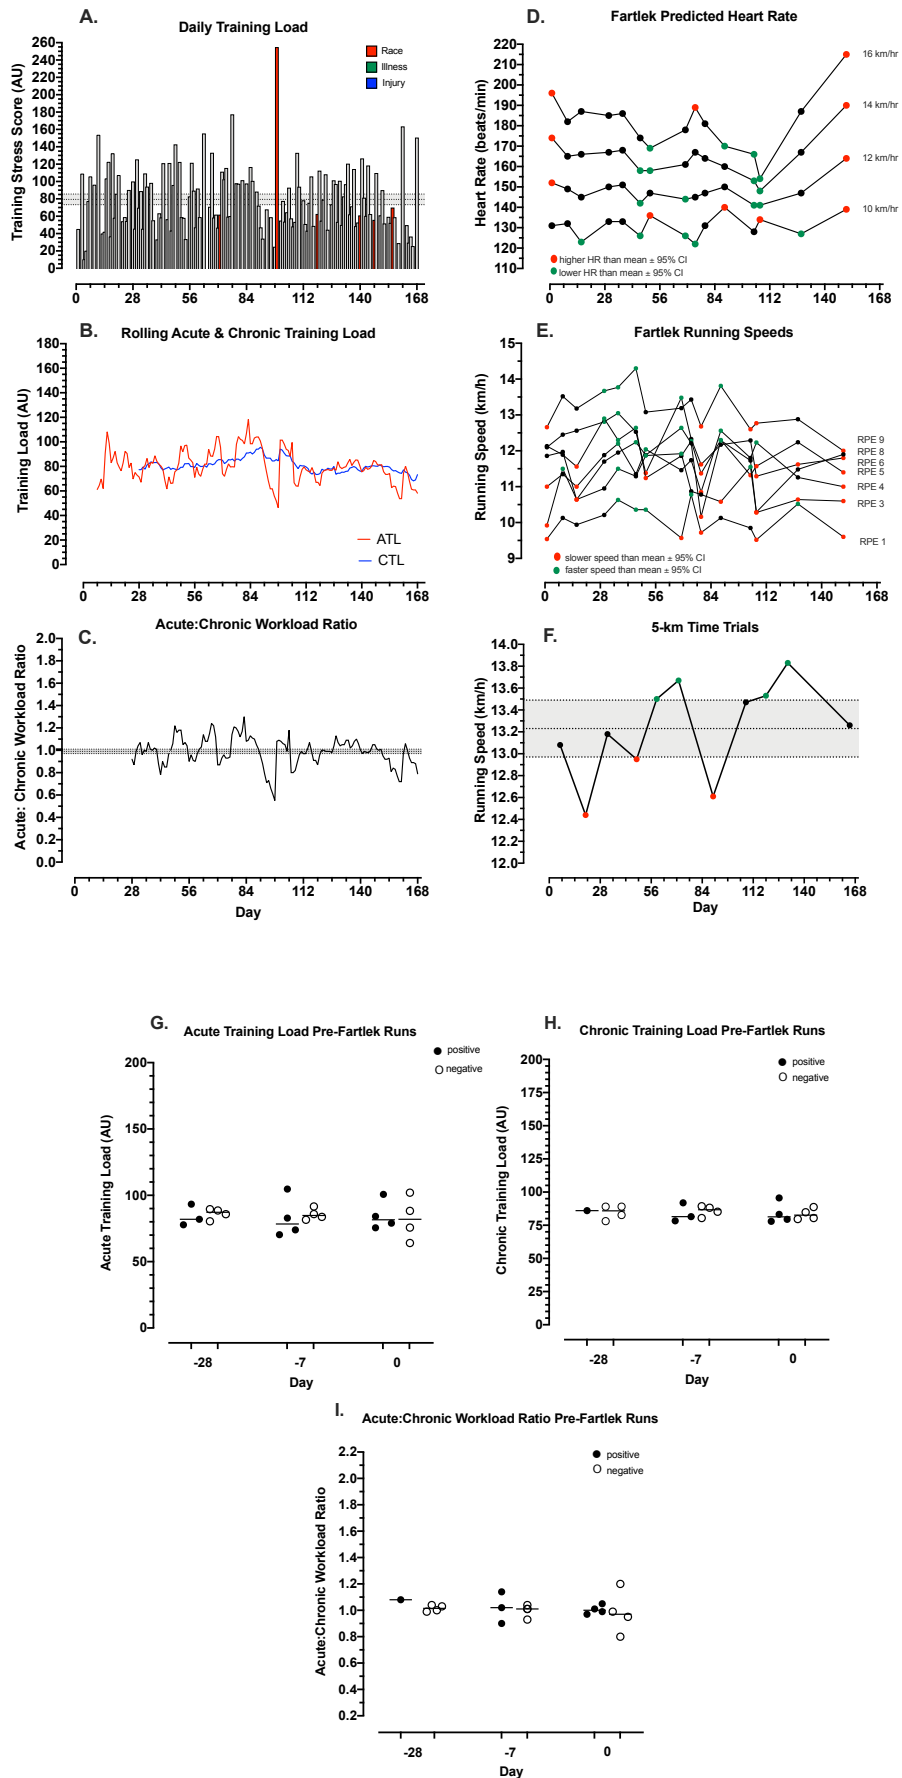 A.
Daily Training Load
Training Stress Score (AU)
260
240
220
200
180
160
140
120
100
80
60
40
20
0
Race
Illness
Injury
0 28 56 84 112 140 168
B.
Rolling Acute & Chronic Training Load
Training Load (AU)
180
160
140
120
100
80
60
40
20
0
ATL
CTL
0 28 56 84 112 140 168
C.
Acute:Chronic Workload Ratio
Acute: Chronic Workload Ratio
2.0
1.8
1.6
1.4
1.2
1.0
0.8
0.6
0.4
0.2
0.0
0 28 56 84 112 140 168
Day
D.
Fartlek Predicted Heart Rate
Heart Rate (beats/min)
220
210
200
190
180
170
160
150
140
130
120
110
16 km/hr
14 km/hr
12 km/hr
10 km/hr
higher HR than mean ± 95% CI
lower HR than mean ± 95% CI
0 28 56 84 112 140 168
E.
Fartlek Running Speeds
Running Speed (km/h)
15
14
13
12
11
10
9
RPE 9
RPE 8
RPE 6
RPE 5
RPE 4
RPE 3
RPE 1
slower speed than mean ± 95% CI
faster speed than mean ± 95% CI
0 28 56 84 112 140 168
F.
5-km Time Trials
Running Speed (km/h)
14.0
13.8
13.6
13.4
13.2
13.0
12.8
12.6
12.4
12.2
12.0
0 28 56 84 112 140 168
Day
G.
Acute Training Load Pre-Fartlek Runs
positive
negative
Acute Training Load (AU)
200
150
100
50
0
-28 -7 0
Day
H.
Chronic Training Load Pre-Fartlek Runs
positive
negative
Chronic Training Load (AU)
200
175
150
125
100
75
50
25
0
-28 -7 0
Day
I.
Acute:Chronic Workload Ratio Pre-Fartlek Runs
positive
negative
Acute:Chronic Workload Ratio
2.2
2.0
1.8
1.6
1.4
1.2
1.0
0.8
0.6
0.4
0.2
-28 -7 0
Day